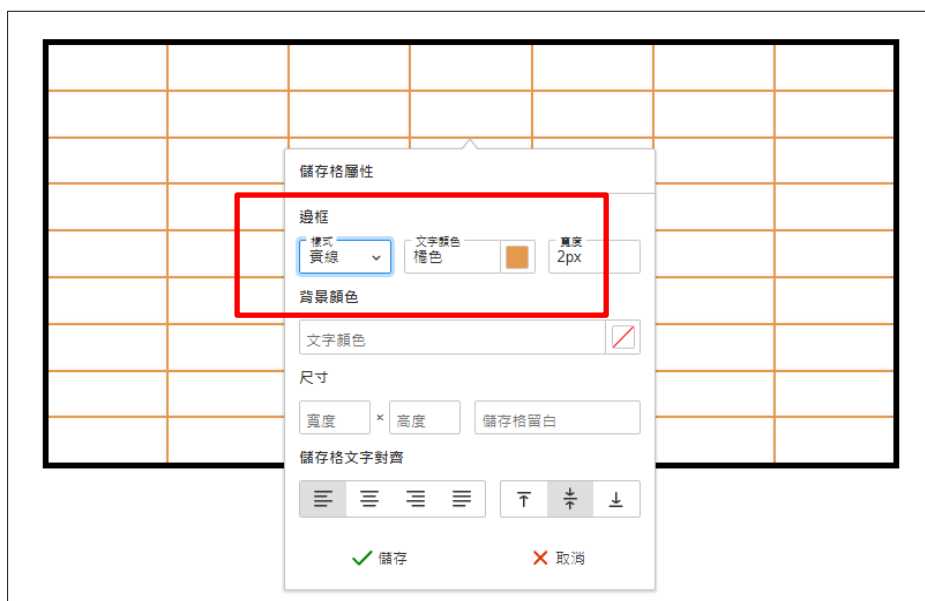 儲存格屬性
邊框
樣式 文字顏色 寬度
實線 橘色 2px
背景顏色
文字顏色
尺寸
寬度 × 高度 儲存格留白
儲存格文字對齊
儲存 取消